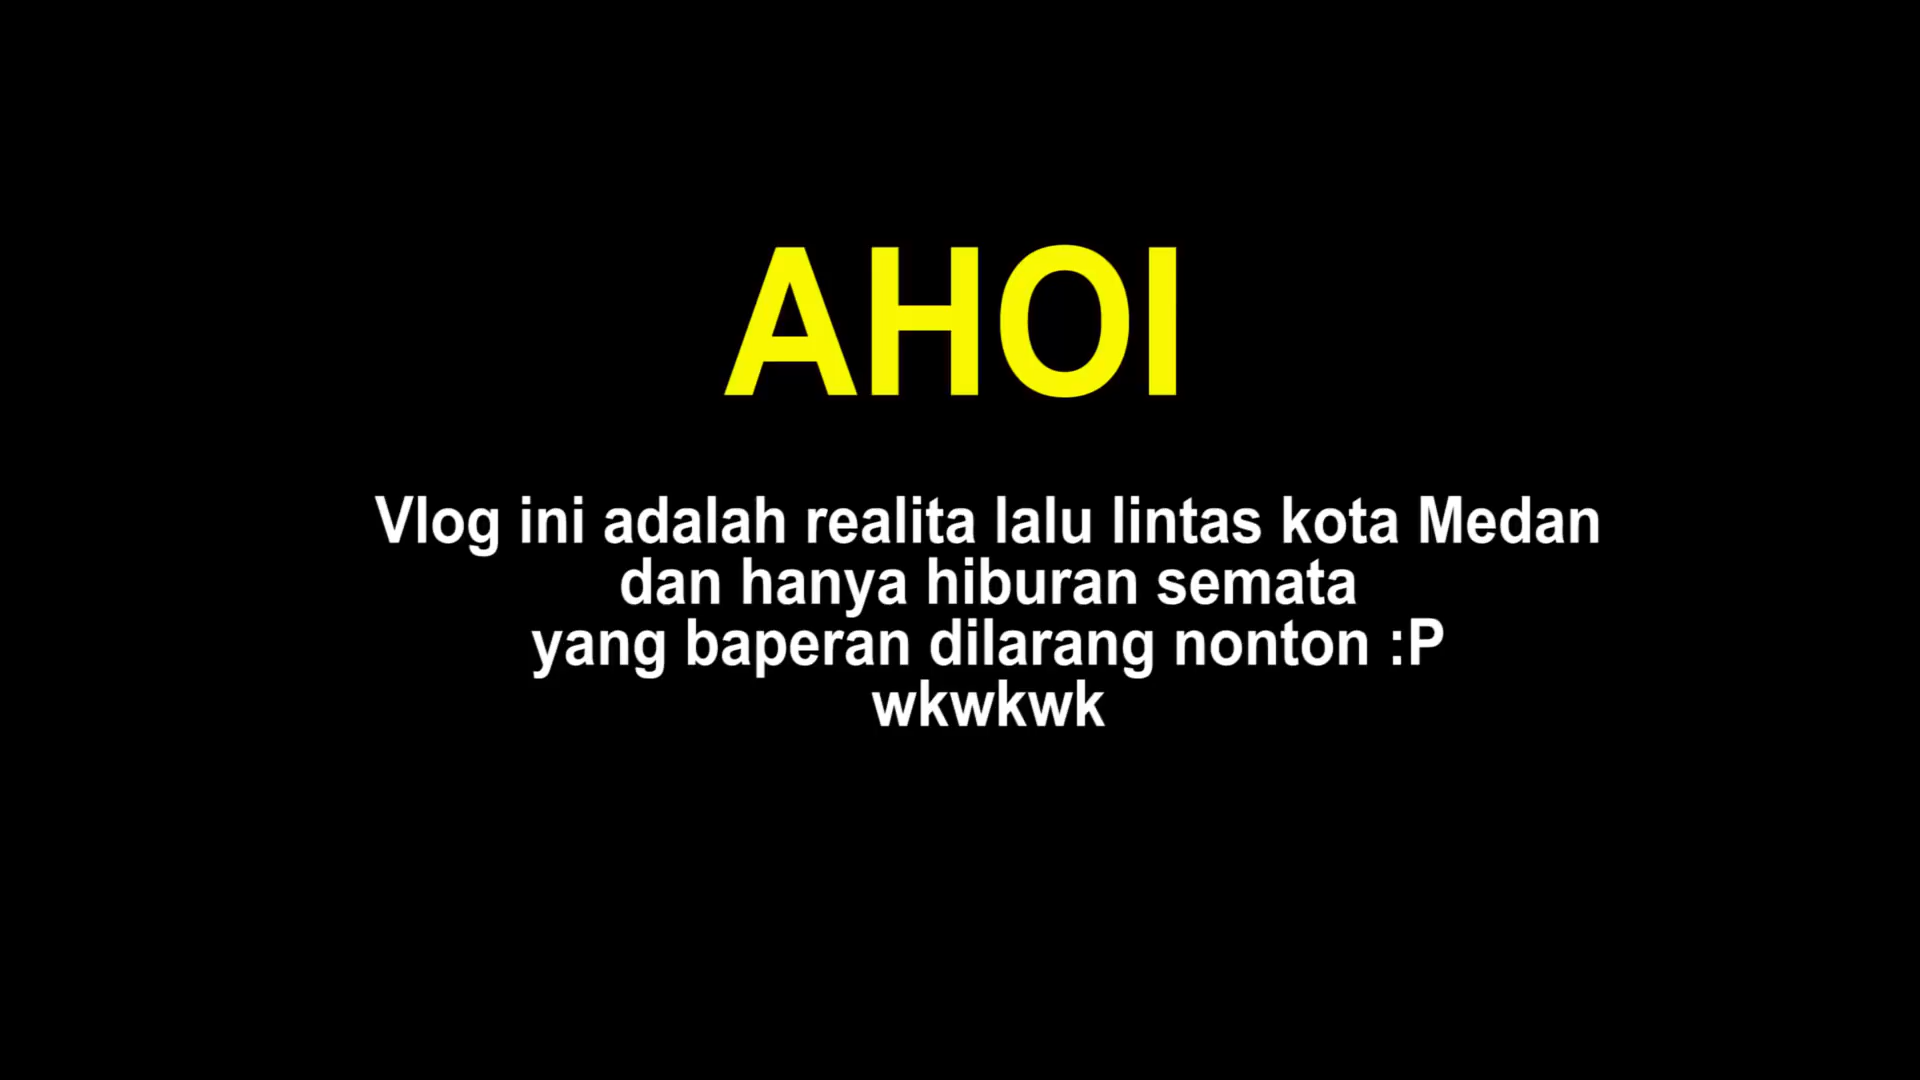 AHOI
Vlog ini adalah realita lalu lintas kota Medan
dan hanya hiburan semata
yang baperan dilarang nonton :P
wkwkwk